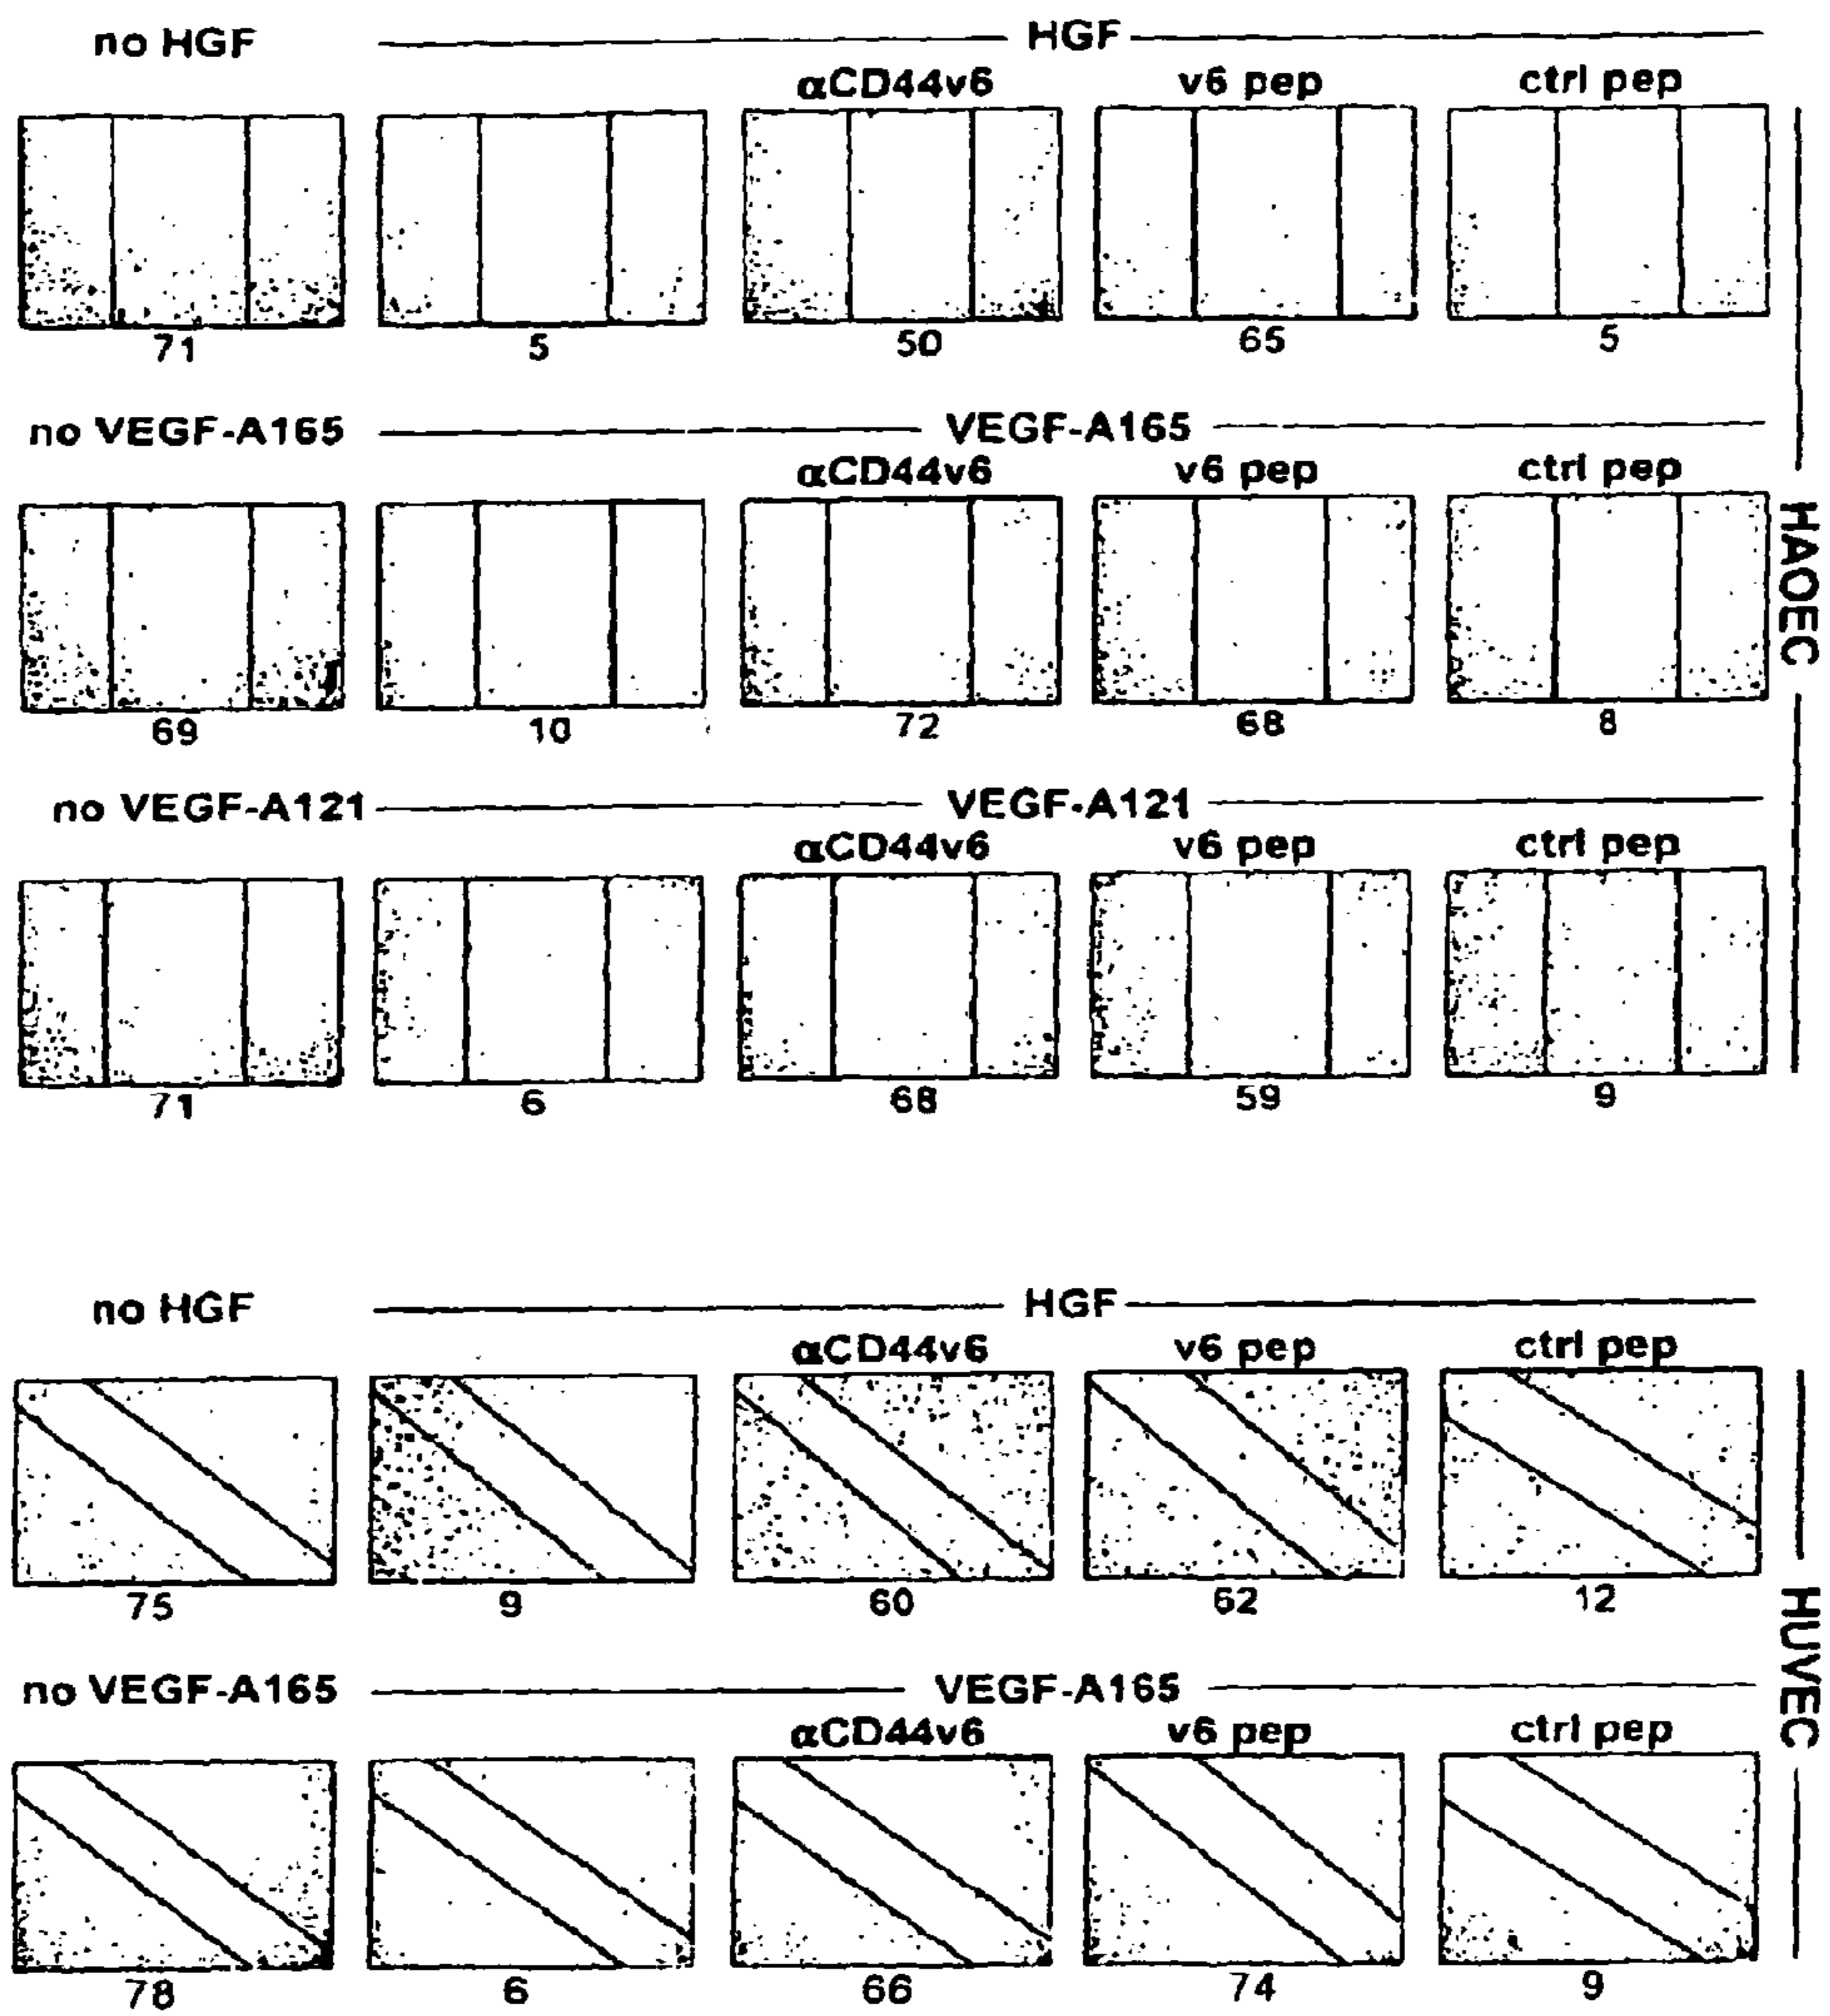 no HGF HGF
αCD44v6 v6 pep ctrl pep
71 5 50 65 5
no VEGF-A165 VEGF-A165
αCD44v6 v6 pep ctrl pep
69 10 72 68 8
no VEGF-A121 VEGF-A121
αCD44v6 v6 pep ctrl pep
71 6 68 59 9
HAOEC
no HGF HGF
αCD44v6 v6 pep ctrl pep
75 9 60 62 12
no VEGF-A165 VEGF-A165
αCD44v6 v6 pep ctrl pep
78 6 66 74 9
HUVEC